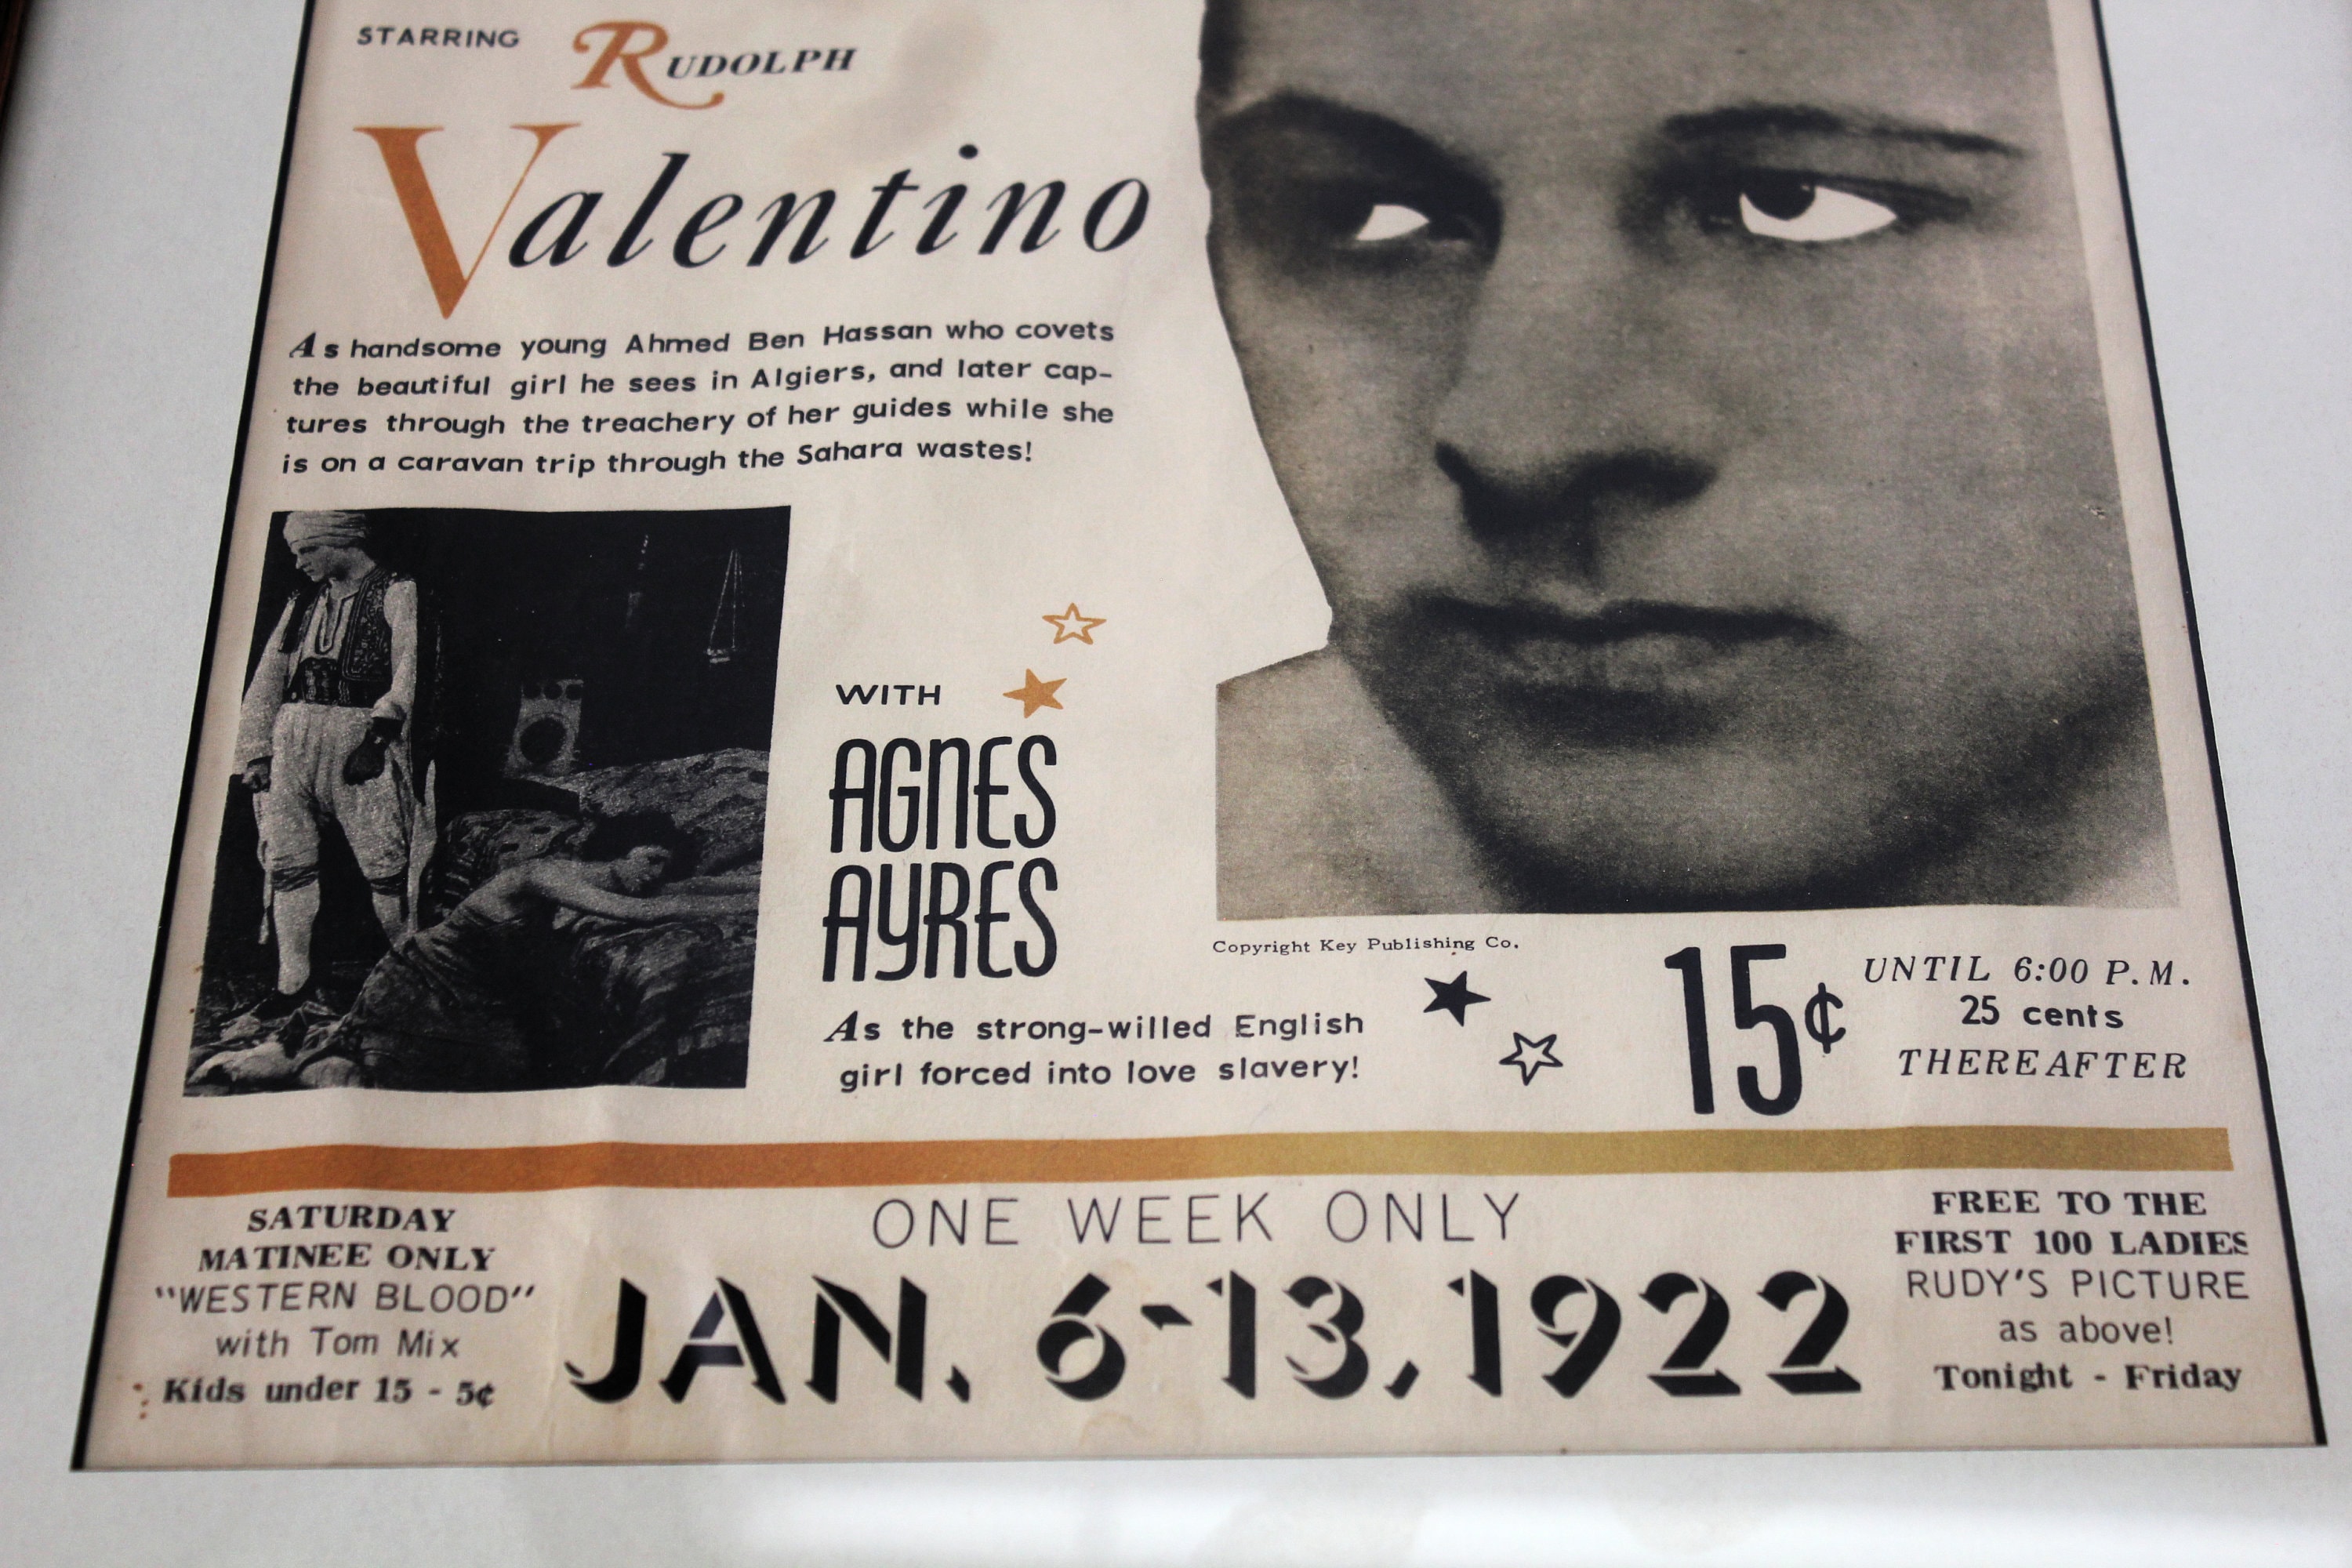 STARRING RUDOLPH
Valentino
As handsome young Ahmed Ben Hassan who covets
the beautiful girl he sees in Algiers, and later cap-
tures through the treachery of her guides while she
is on a caravan trip through the Sahara wastes!
WITH
AGNES
AYRES
As the strong-willed English
girl forced into love slavery!
Copyright Key Publishing Co.
15¢
UNTIL 6:00 P.M.
25 cents
THEREAFTER
SATURDAY
MATINEE ONLY
"WESTERN BLOOD"
with Tom Mix
Kids under 15 - 5¢
ONE WEEK ONLY
JAN. 6-13, 1922
FREE TO THE
FIRST 100 LADIES
RUDY'S PICTURE
as above!
Tonight - Friday